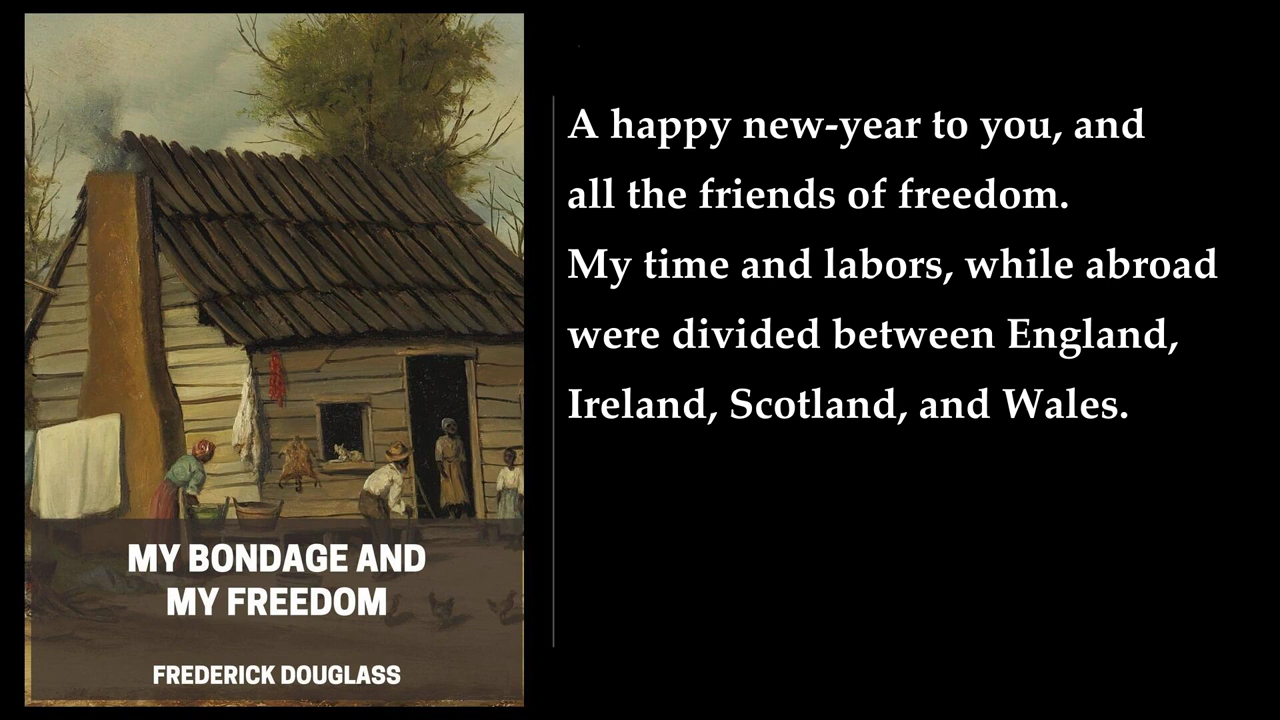 MY BONDAGE AND
MY FREEDOM
FREDERICK DOUGLASS
A happy new-year to you, and
all the friends of freedom.
My time and labors, while abroad
were divided between England,
Ireland, Scotland, and Wales.